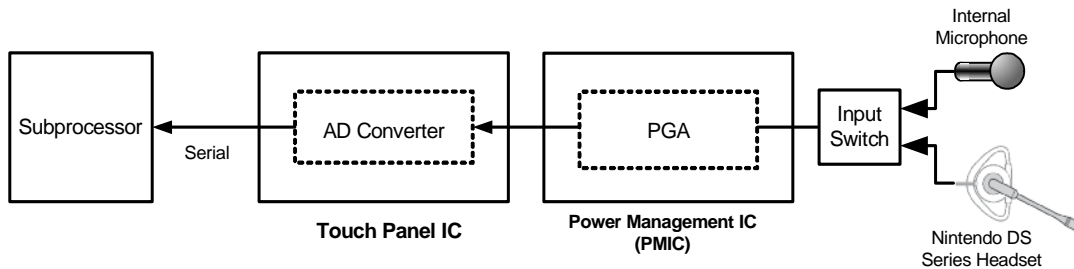 Internal
Microphone
Subprocessor
Serial
AD Converter
PGA
Input
Switch
Touch Panel IC
Power Management IC
(PMIC)
Nintendo DS
Series Headset